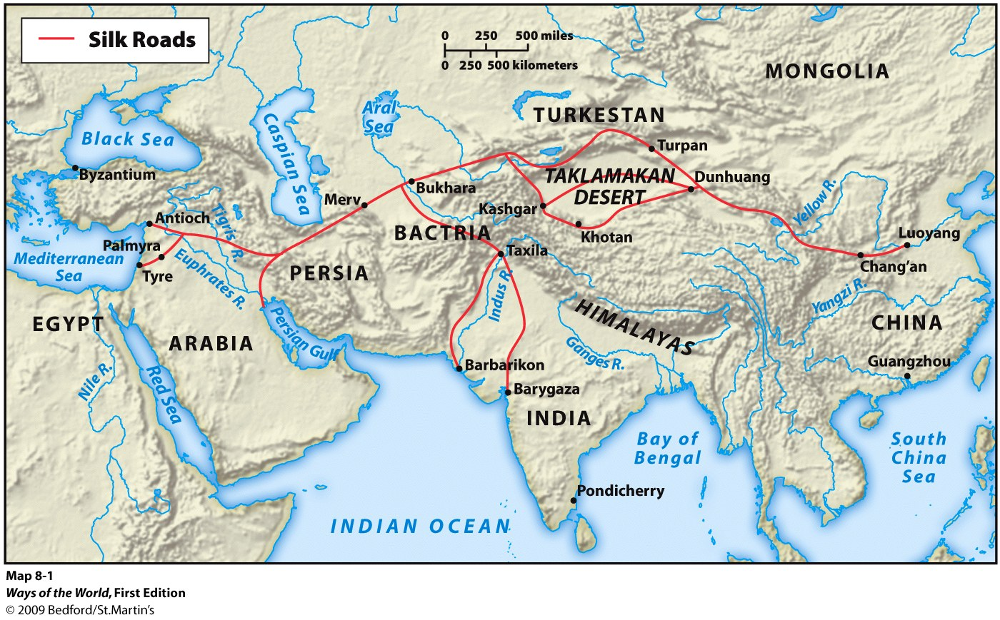 Silk Roads
0 250 500 miles
0 250 500 kilometers
MONGOLIA
TURKESTAN
Aral
Sea
Black Sea
Caspian Sea
Turpan
Byzantium
TAKLAMAKAN
DESERT
Dunhuang
Bukhara
Merv
Kashgar
Yellow R.
Antioch
Tigris R.
BACTRIA
Khotan
Luoyang
Palmyra
Taxila
Mediterranean
Sea
Tyre
Euphrates R.
PERSIA
Chang’an
Indus R.
Yangzi R.
EGYPT
ARABIA
Persian Gulf
HIMALAYAS
CHINA
Ganges R.
Guangzhou
Nile R.
Red Sea
Barbarikon
Barygaza
INDIA
Bay of
Bengal
South
China
Sea
Pondicherry
INDIAN OCEAN
Map 8-1
Ways of the World, First Edition
© 2009 Bedford/St.Martin’s